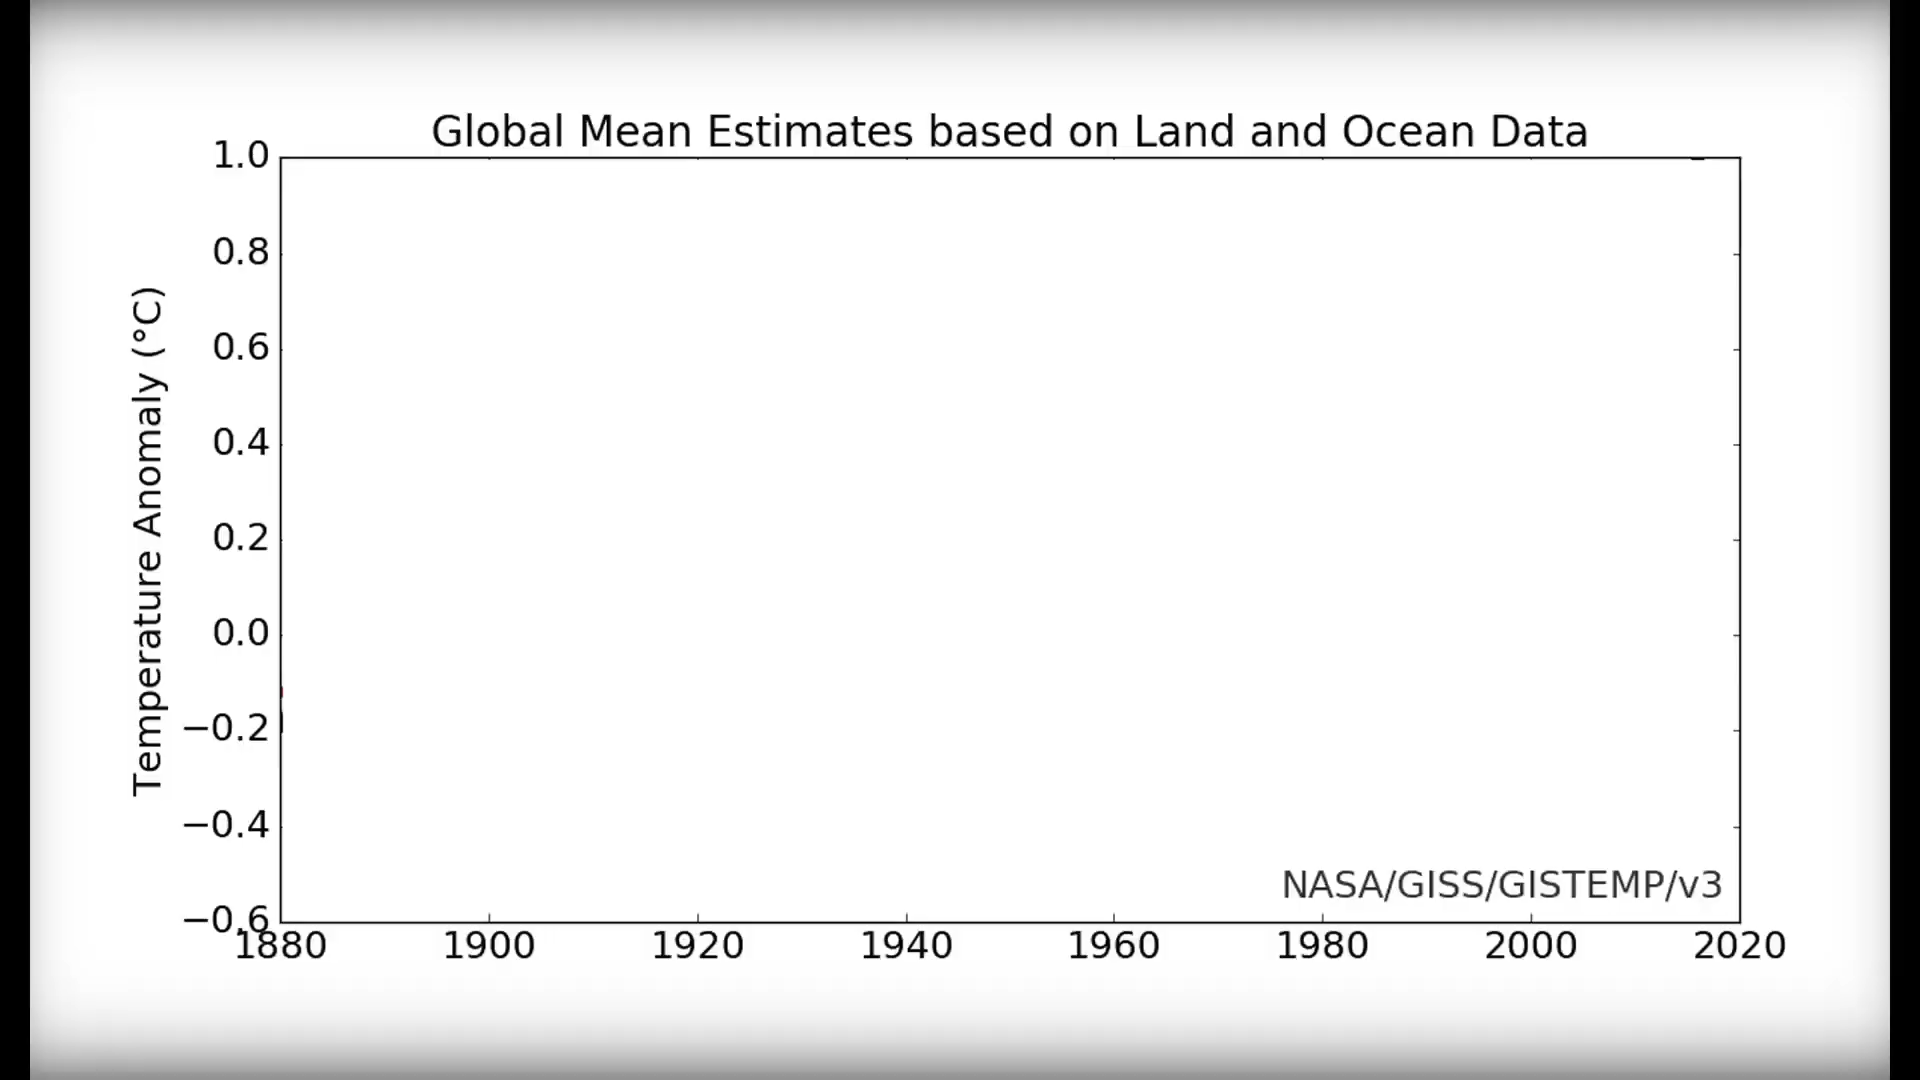 Global Mean Estimates based on Land and Ocean Data
Temperature Anomaly (°C)
1.0
0.8
0.6
0.4
0.2
0.0
−0.2
−0.4
−0.6
NASA/GISS/GISTEMP/v3
1880 1900 1920 1940 1960 1980 2000 2020